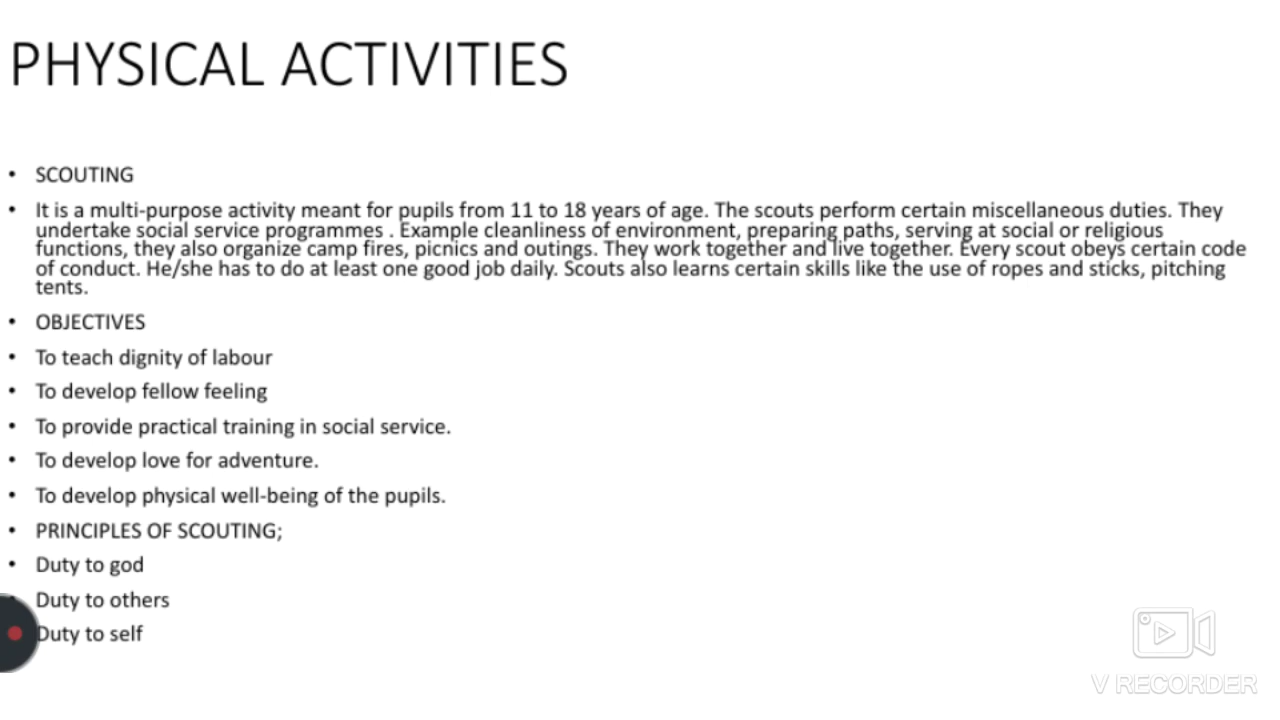 PHYSICAL ACTIVITIES
• SCOUTING
• It is a multi-purpose activity meant for pupils from 11 to 18 years of age. The scouts perform certain miscellaneous duties. They
undertake social service programmes . Example cleanliness of environment, preparing paths, serving at social or religious
functions, they also organize camp fires, picnics and outings. They work together and live together. Every scout obeys certain code
of conduct. He/she has to do at least one good job daily. Scouts also learns certain skills like the use of ropes and sticks, pitching
tents.
• OBJECTIVES
• To teach dignity of labour
• To develop fellow feeling
• To provide practical training in social service.
• To develop love for adventure.
• To develop physical well-being of the pupils.
• PRINCIPLES OF SCOUTING;
• Duty to god
• Duty to others
Duty to self
V RECORDER